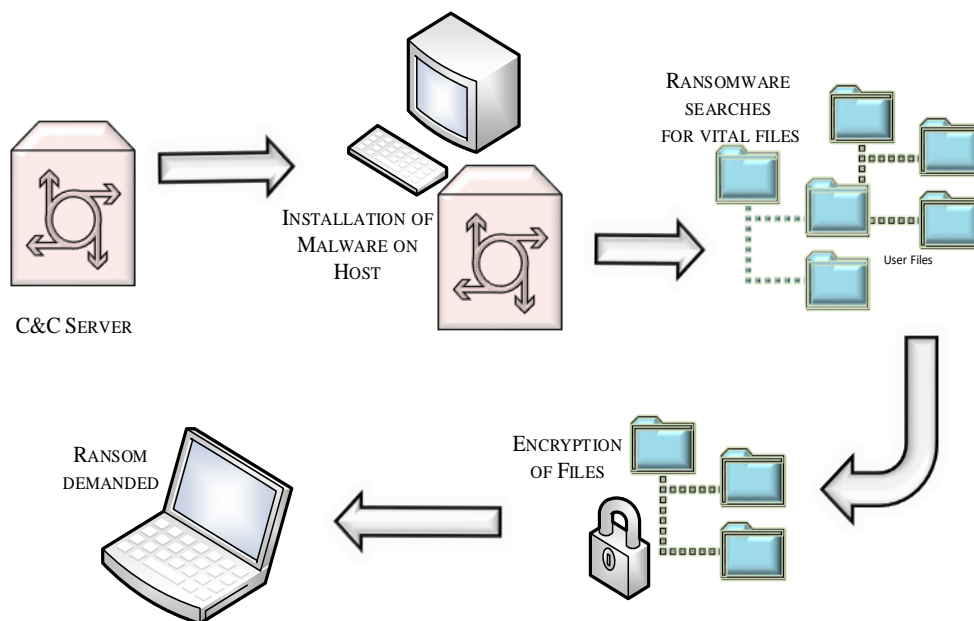 C&C SERVER
INSTALLATION OF
MALWARE ON
HOST
RANSOMWARE
SEARCHES
FOR VITAL FILES
User Files
ENCRYPTION
OF FILES
RANSOM
DEMANDED